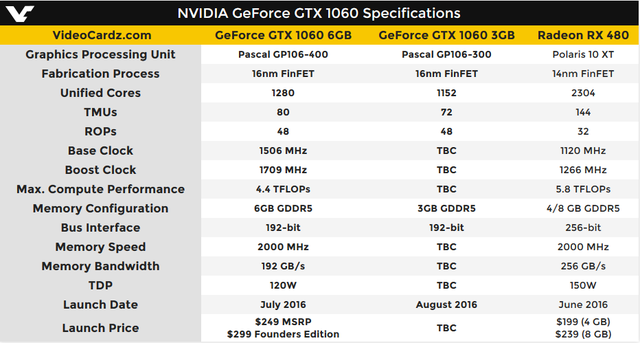 NVIDIA GeForce GTX 1060 Specifications
VideoCardz.com GeForce GTX 1060 6GB GeForce GTX 1060 3GB Radeon RX 480
Graphics Processing Unit Pascal GP106-400 Pascal GP106-300 Polaris 10 XT
Fabrication Process 16nm FinFET 16nm FinFET 14nm FinFET
Unified Cores 1280 1152 2304
TMUs 80 72 144
ROPs 48 48 32
Base Clock 1506 MHz TBC 1120 MHz
Boost Clock 1709 MHz TBC 1266 MHz
Max. Compute Performance 4.4 TFLOPs TBC 5.8 TFLOPs
Memory Configuration 6GB GDDR5 3GB GDDR5 4/8 GB GDDR5
Bus Interface 192-bit 192-bit 256-bit
Memory Speed 2000 MHz TBC 2000 MHz
Memory Bandwidth 192 GB/s TBC 256 GB/s
TDP 120W TBC 150W
Launch Date July 2016 August 2016 June 2016
Launch Price $249 MSRP TBC $199 (4 GB)
$299 Founders Edition $239 (8 GB)